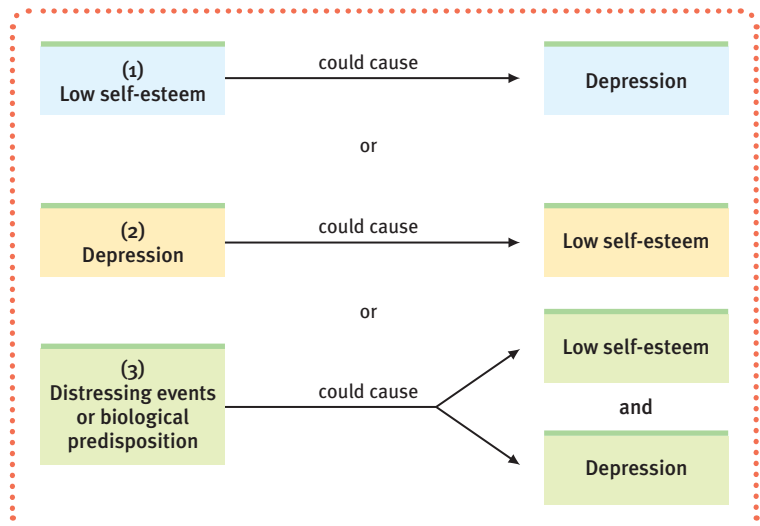 (1)
Low self-esteem
could cause
Depression
or
(2)
Depression
could cause
Low self-esteem
or
(3)
Distressing events
or biological
predisposition
could cause
Low self-esteem
and
Depression